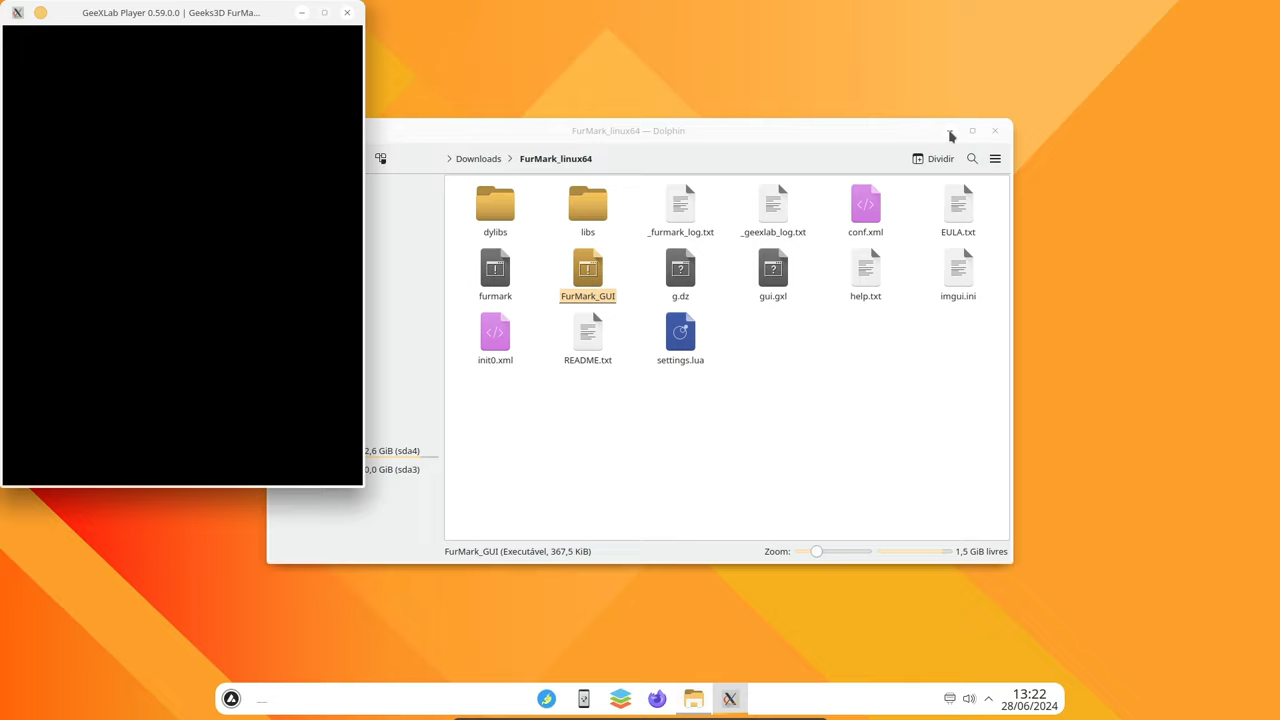 GeeXLab Player 0.59.0.0 | Geeks3D FurMa...
FurMark_linux64 — Dolphin
Downloads
FurMark_linux64
Dividir
dylibs
libs
_furmark_log.txt
_geexlab_log.txt
conf.xml
EULA.txt
furmark
FurMark_GUI
g.dz
gui.gxl
help.txt
imgui.ini
init0.xml
README.txt
settings.lua
2,6 GiB (sda4)
0,0 GiB (sda3)
FurMark_GUI (Executável, 367,5 KiB)
Zoom:
1,5 GiB livres
13:22
28/06/2024